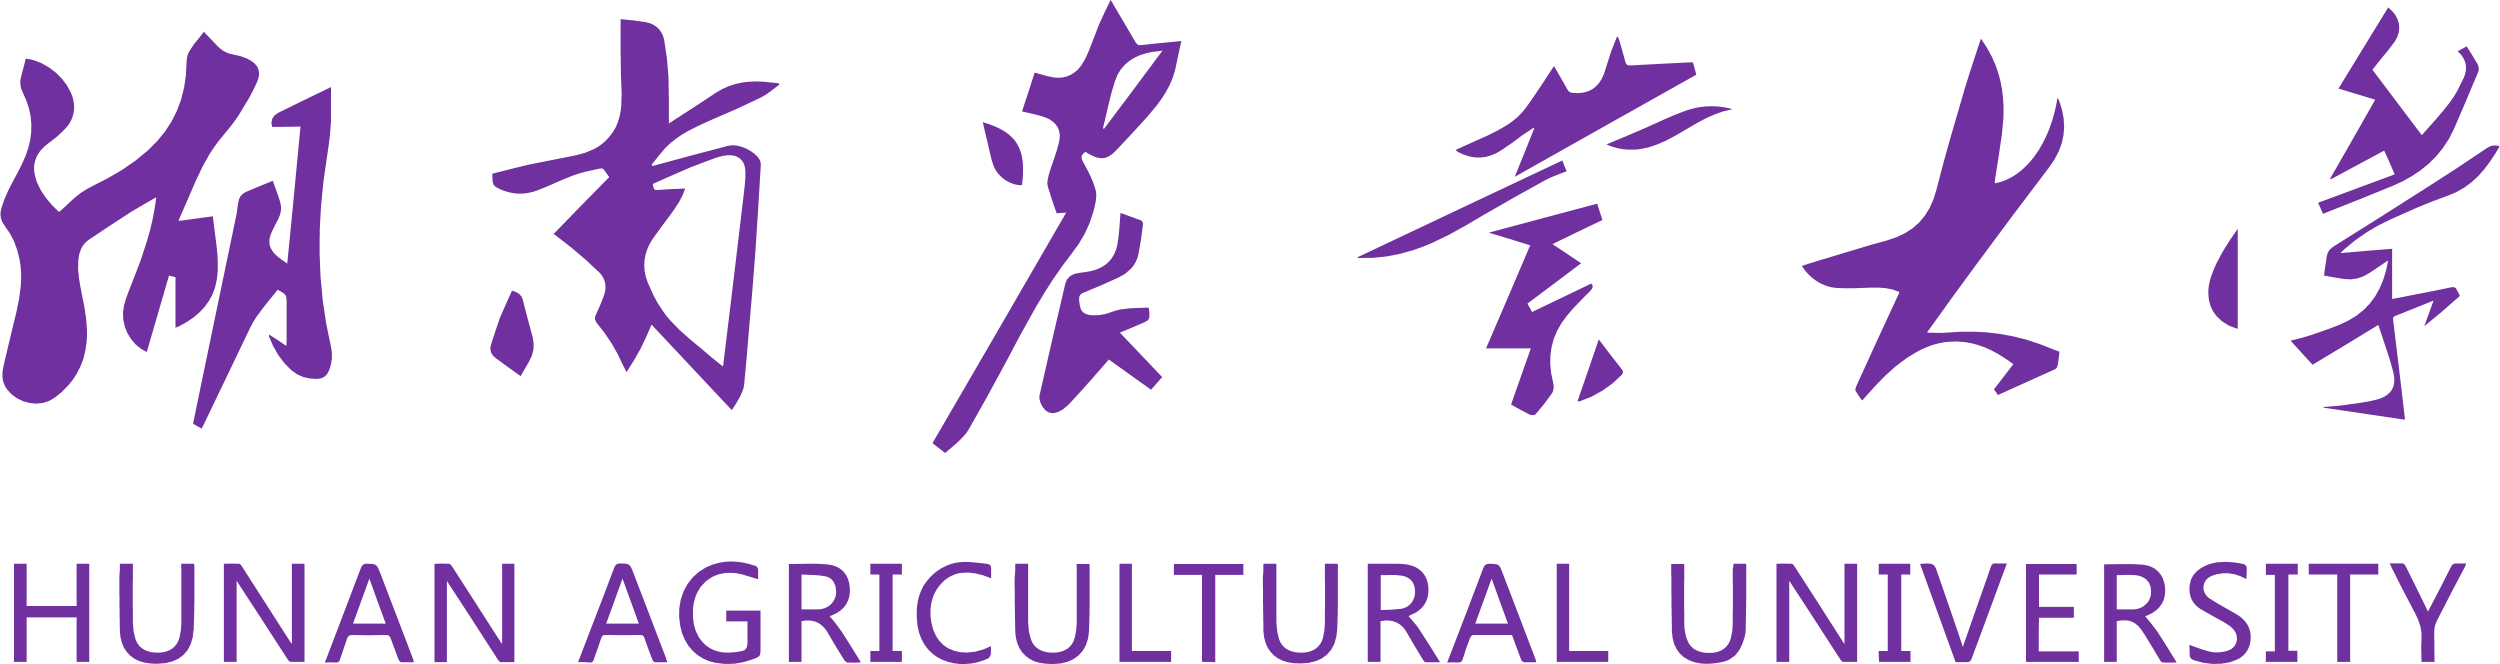 湖南农业大学
HUNAN AGRICULTURAL UNIVERSITY